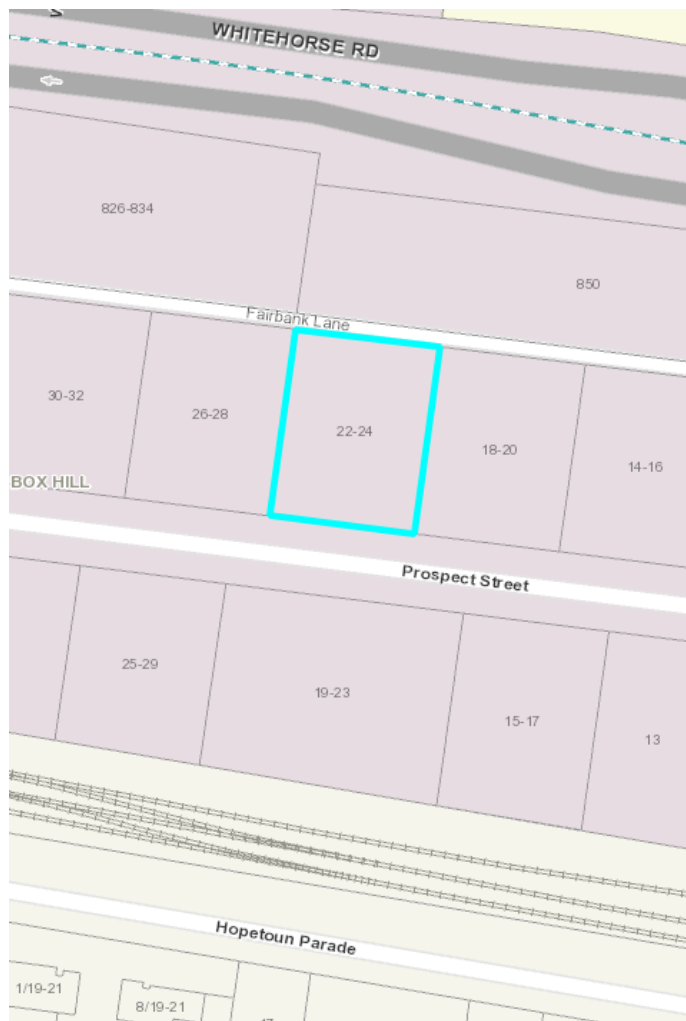 WHITEHORSE RD
826-834
850
Fairbank Lane
30-32
26-28
22-24
18-20
14-16
BOX HILL
Prospect Street
25-29
19-23
15-17
13
Hopetoun Parade
1/19-21
8/19-21